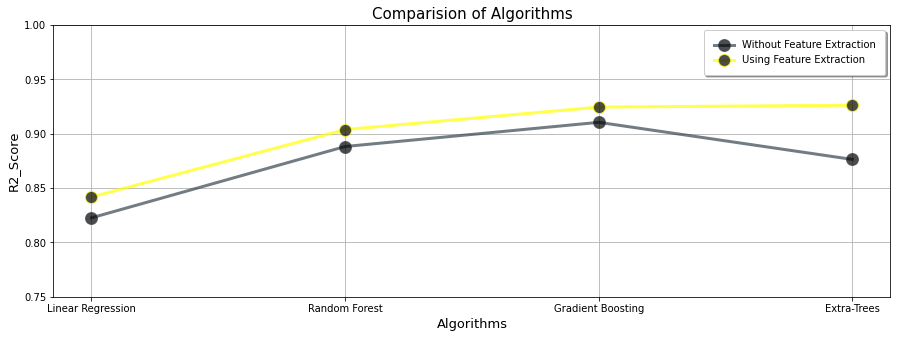 Comparision of Algorithms
1.00
0.95
0.90
0.85
0.80
0.75
R2_Score
Without Feature Extraction
Using Feature Extraction
Linear Regression
Random Forest
Gradient Boosting
Extra-Trees
Algorithms